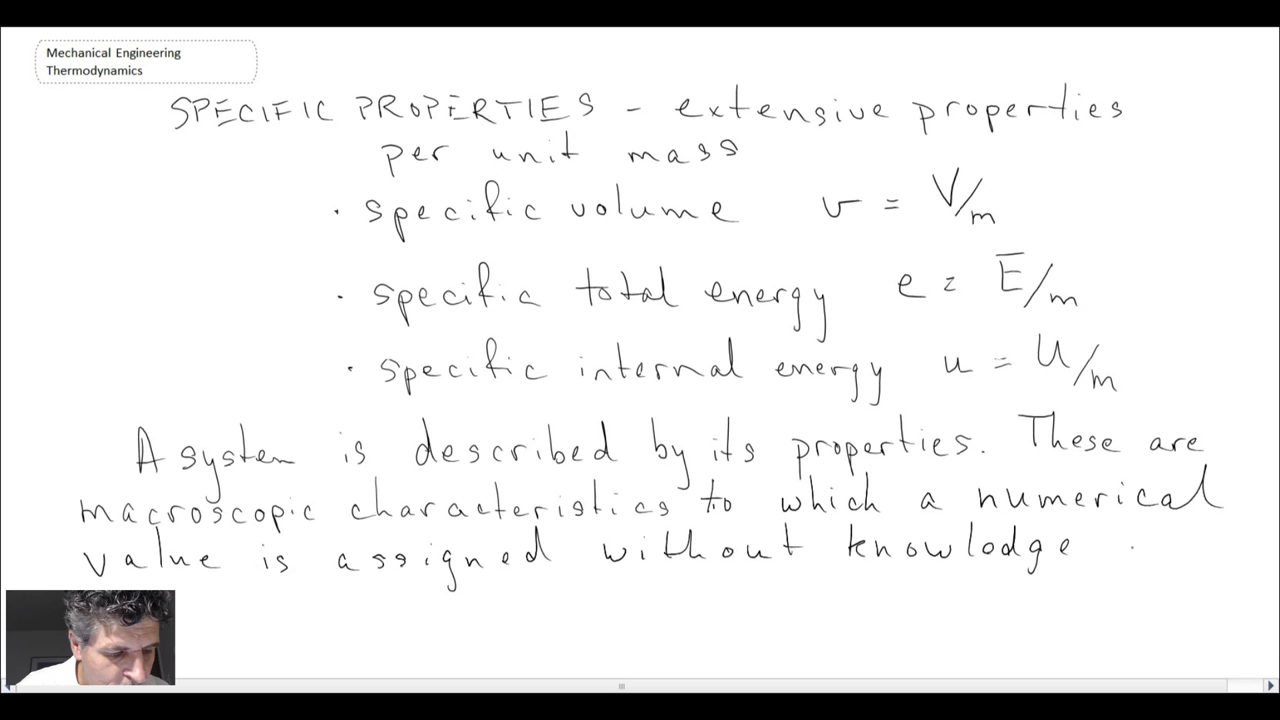 Mechanical Engineering
Thermodynamics
SPECIFIC PROPERTIES - extensive properties
per unit mass
· specific volume v = V/m
· specific total energy e = E/m
· specific internal energy u = U/m
A system is described by its properties. These are
macroscopic characteristics to which a numerical
value is assigned without knowlodge